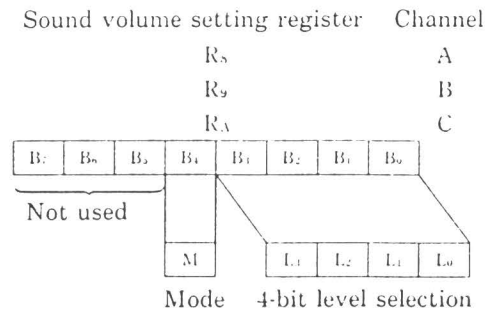 Sound volume setting register Channel
R₈ A
R₉ B
R_A C
B₇ B₆ B₅ B₄ B₃ B₂ B₁ B₀
Not used
M L₃ L₂ L₁ L₀
Mode 4-bit level selection